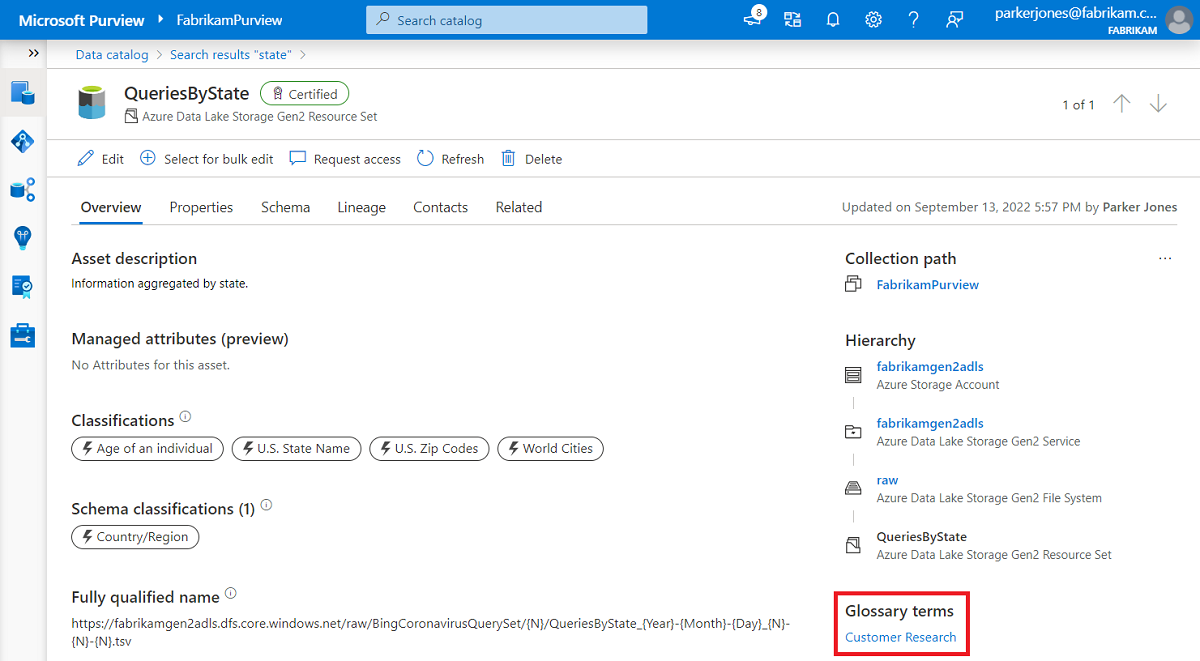 Microsoft Purview FabrikamPurview
Search catalog
8
parkerjones@fabrikam.c...
FABRIKAM
Data catalog > Search results "state" >
QueriesByState Certified
Azure Data Lake Storage Gen2 Resource Set
1 of 1
Edit Select for bulk edit Request access Refresh Delete
Overview Properties Schema Lineage Contacts Related
Updated on September 13, 2022 5:57 PM by Parker Jones
Asset description
Information aggregated by state.
Managed attributes (preview)
No Attributes for this asset.
Classifications
Age of an individual U.S. State Name U.S. Zip Codes World Cities
Schema classifications (1)
Country/Region
Fully qualified name
https://fabrikamgen2adls.dfs.core.windows.net/raw/BingCoronavirusQuerySet/{N}/QueriesByState_{Year}-{Month}-{Day}_{N}-
{N}-{N}.tsv
Collection path ...
FabrikamPurview
Hierarchy
fabrikamgen2adls
Azure Storage Account
fabrikamgen2adls
Azure Data Lake Storage Gen2 Service
raw
Azure Data Lake Storage Gen2 File System
QueriesByState
Azure Data Lake Storage Gen2 Resource Set
Glossary terms
Customer Research